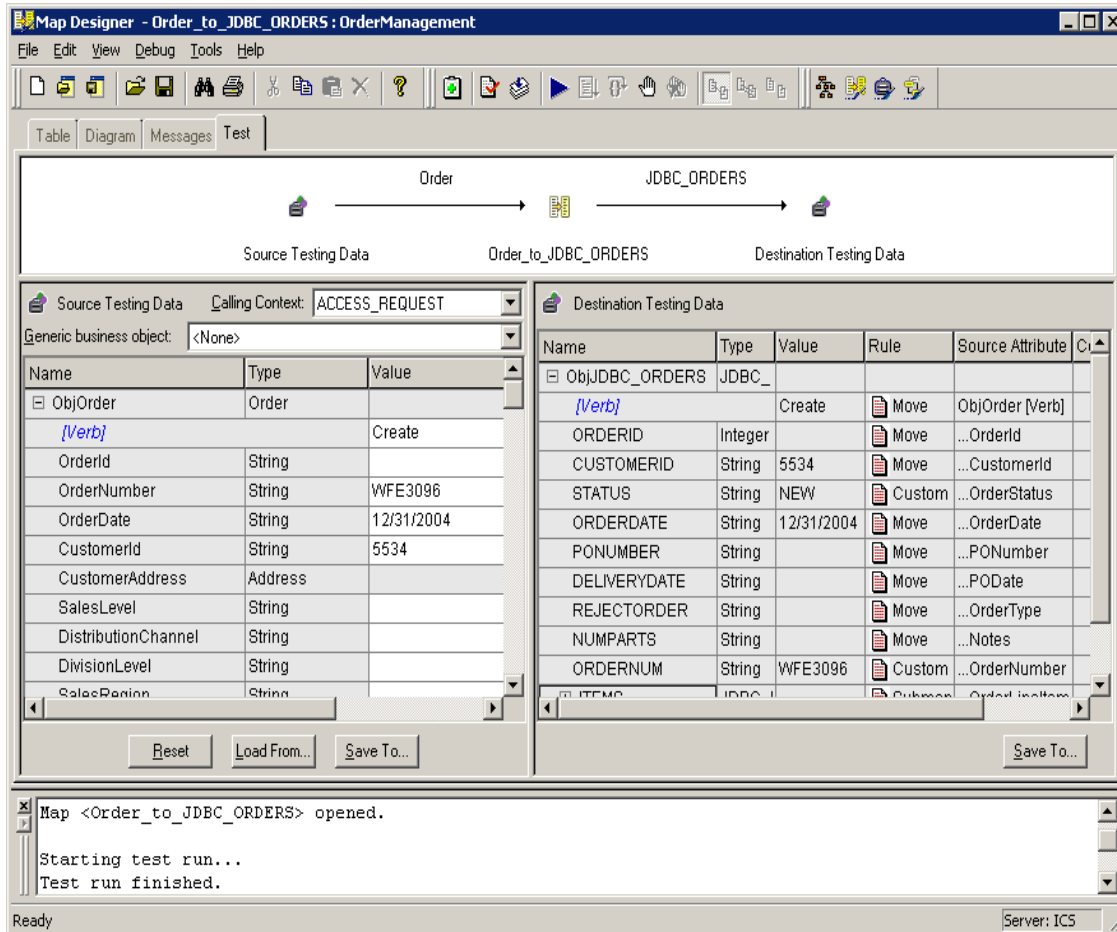 Map Designer - Order_to_JDBC_ORDERS : OrderManagement
File Edit View Debug Tools Help
Table Diagram Messages Test
Order JDBC_ORDERS
Source Testing Data Order_to_JDBC_ORDERS Destination Testing Data
Source Testing Data Calling Context: ACCESS_REQUEST
Generic business object: <None>
Name Type Value
ObjOrder Order
[Verb] Create
OrderId String
OrderNumber String WFE3096
OrderDate String 12/31/2004
CustomerId String 5534
CustomerAddress Address
SalesLevel String
DistributionChannel String
DivisionLevel String
SalesRegion String
Reset Load From... Save To...
Destination Testing Data
Name Type Value Rule Source Attribute
ObjJDBC_ORDERS JDBC_
[Verb] Create Move ObjOrder [Verb]
ORDERID Integer Move ...OrderId
CUSTOMERID String 5534 Move ...CustomerId
STATUS String NEW Custom ...OrderStatus
ORDERDATE String 12/31/2004 Move ...OrderDate
PONUMBER String Move ...PONumber
DELIVERYDATE String Move ...PODate
REJECTORDER String Move ...OrderType
NUMPARTS String Move ...Notes
ORDERNUM String WFE3096 Custom ...OrderNumber
ITEMS
Save To...
Map <Order_to_JDBC_ORDERS> opened.
Starting test run...
Test run finished.
Ready Server: ICS